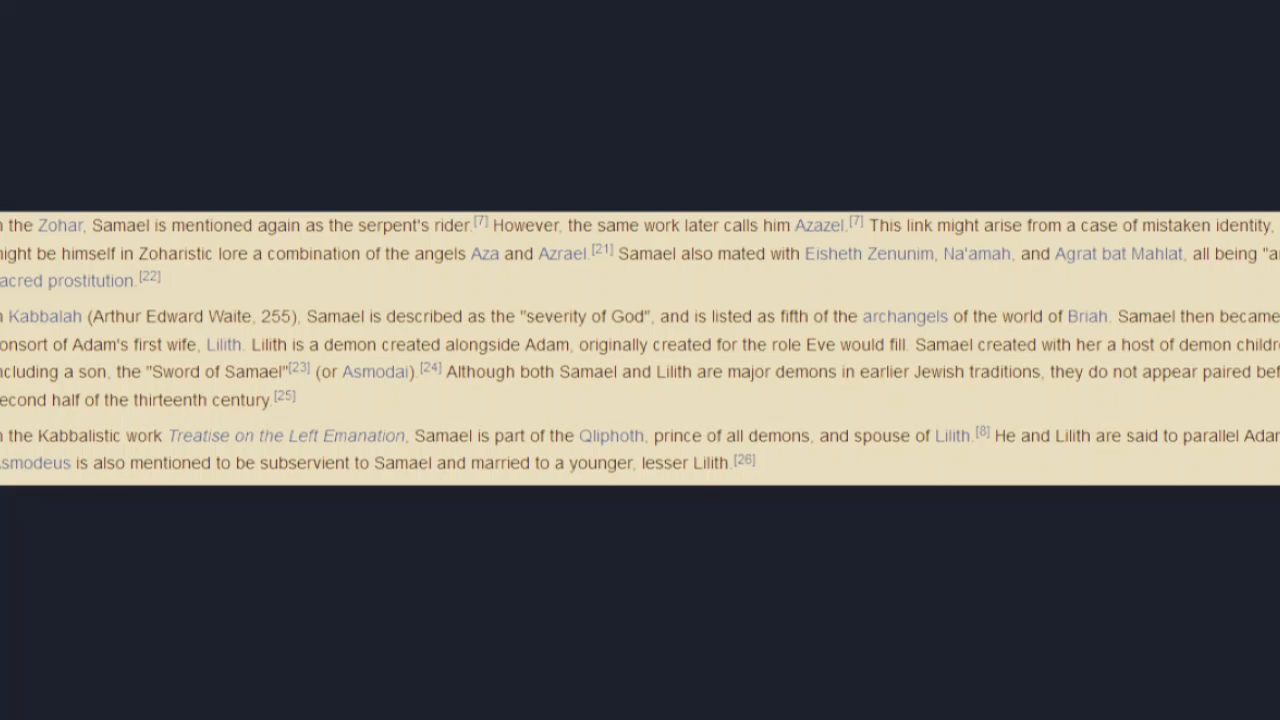 the Zohar, Samael is mentioned again as the serpent's rider.[7] However, the same work later calls him Azazel.[7] This link might arise from a case of mistaken identity,
ight be himself in Zoharistic lore a combination of the angels Aza and Azrael.[21] Samael also mated with Eisheth Zenunim, Na'amah, and Agrat bat Mahlat, all being "a
acred prostitution.[22]
Kabbalah (Arthur Edward Waite, 255), Samael is described as the "severity of God", and is listed as fifth of the archangels of the world of Briah. Samael then became
onsort of Adam's first wife, Lilith. Lilith is a demon created alongside Adam, originally created for the role Eve would fill. Samael created with her a host of demon childr
ncluding a son, the "Sword of Samael"[23] (or Asmodai).[24] Although both Samael and Lilith are major demons in earlier Jewish traditions, they do not appear paired bef
econd half of the thirteenth century.[25]
the Kabbalistic work Treatise on the Left Emanation, Samael is part of the Qliphoth, prince of all demons, and spouse of Lilith.[8] He and Lilith are said to parallel Adam
smodeus is also mentioned to be subservient to Samael and married to a younger, lesser Lilith.[26]